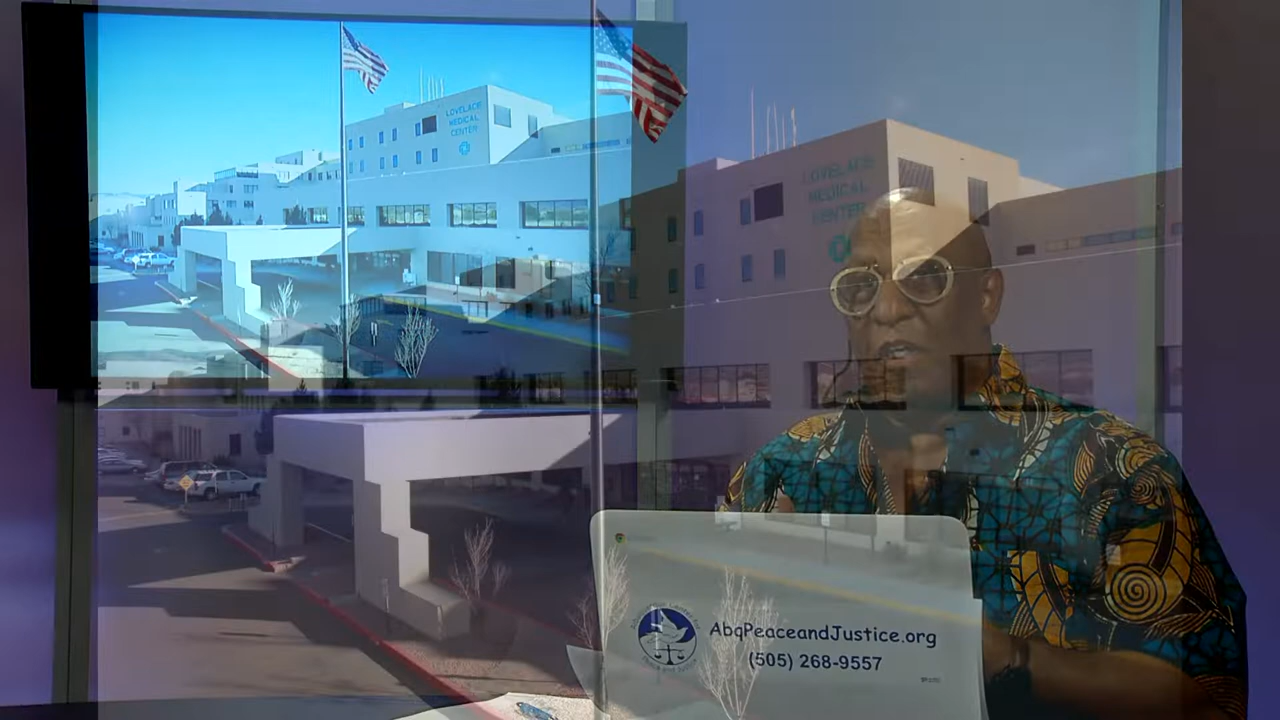 LOVELACE
MEDICAL
CENTER
LOVELACE
MEDICAL
CENTER
AbqPeaceandJustice.org
(505) 268-9557